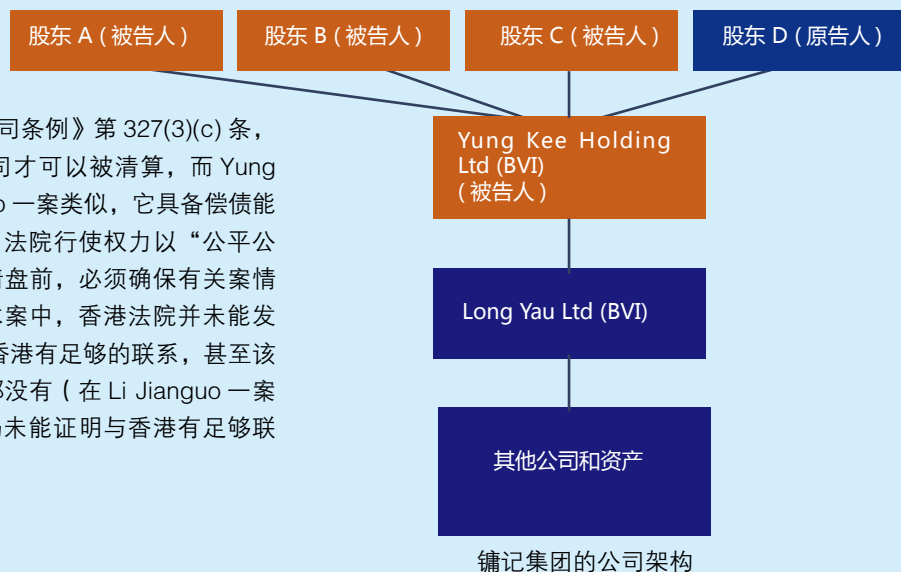 股东 A ( 被告人 )
股东 B ( 被告人 )
股东 C ( 被告人 )
股东 D ( 原告人 )
司条例》第 327(3)(c) 条，
司才可以被清算，而 Yung
o 一案类似，它具备偿债能
法院行使权力以“公平公
清盘前，必须确保有关案情
本案中，香港法院并未能发
香港有足够的联系，甚至该
都没有 ( 在 Li Jianguo 一案
仍未能证明与香港有足够联
Yung Kee Holding
Ltd (BVI)
( 被告人 )
Long Yau Ltd (BVI)
其他公司和资产
镛记集团的公司架构